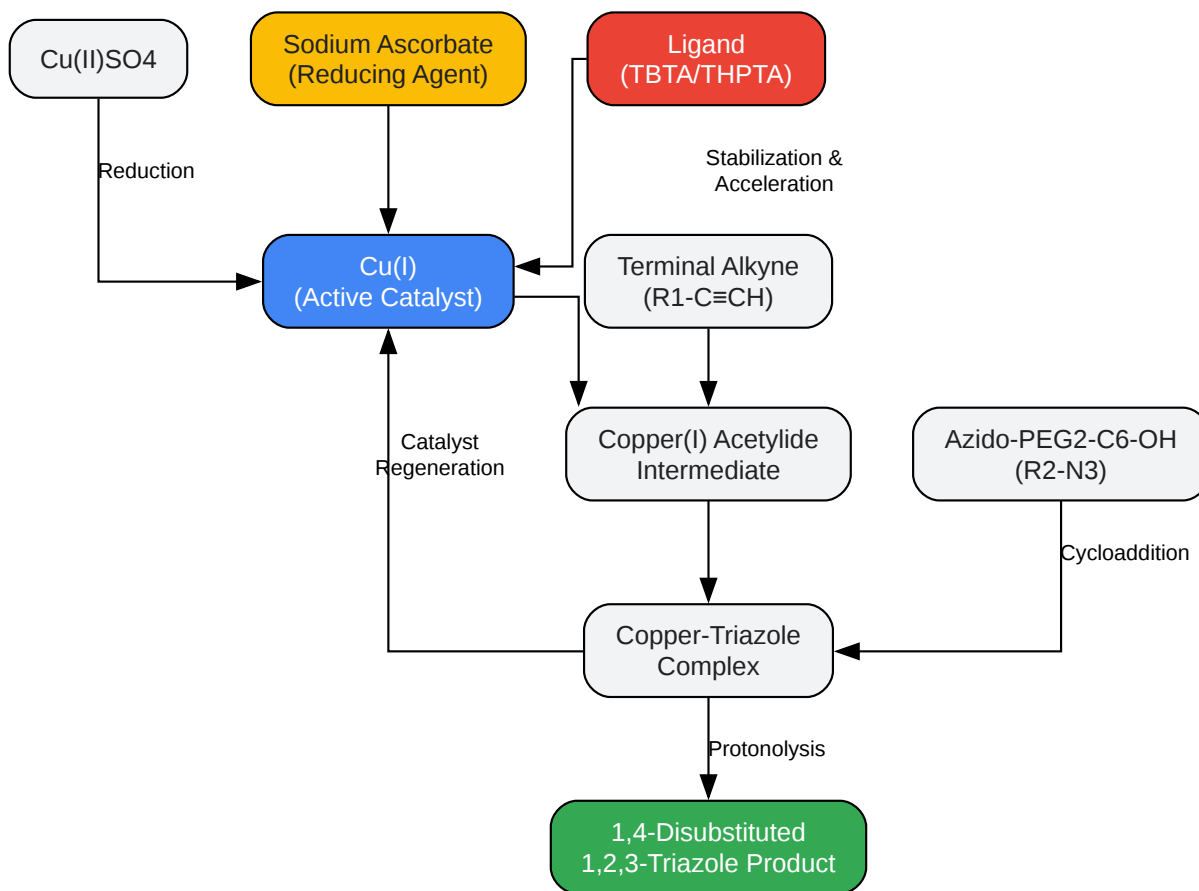 Cu(II)SO4
Sodium Ascorbate
(Reducing Agent)
Ligand
(TBTA/THPTA)
Reduction
Stabilization &
Acceleration
Cu(I)
(Active Catalyst)
Terminal Alkyne
(R1-C≡CH)
Catalyst
Regeneration
Copper(I) Acetylide
Intermediate
Azido-PEG2-C6-OH
(R2-N3)
Cycloaddition
Copper-Triazole
Complex
Protonolysis
1,4-Disubstituted
1,2,3-Triazole Product